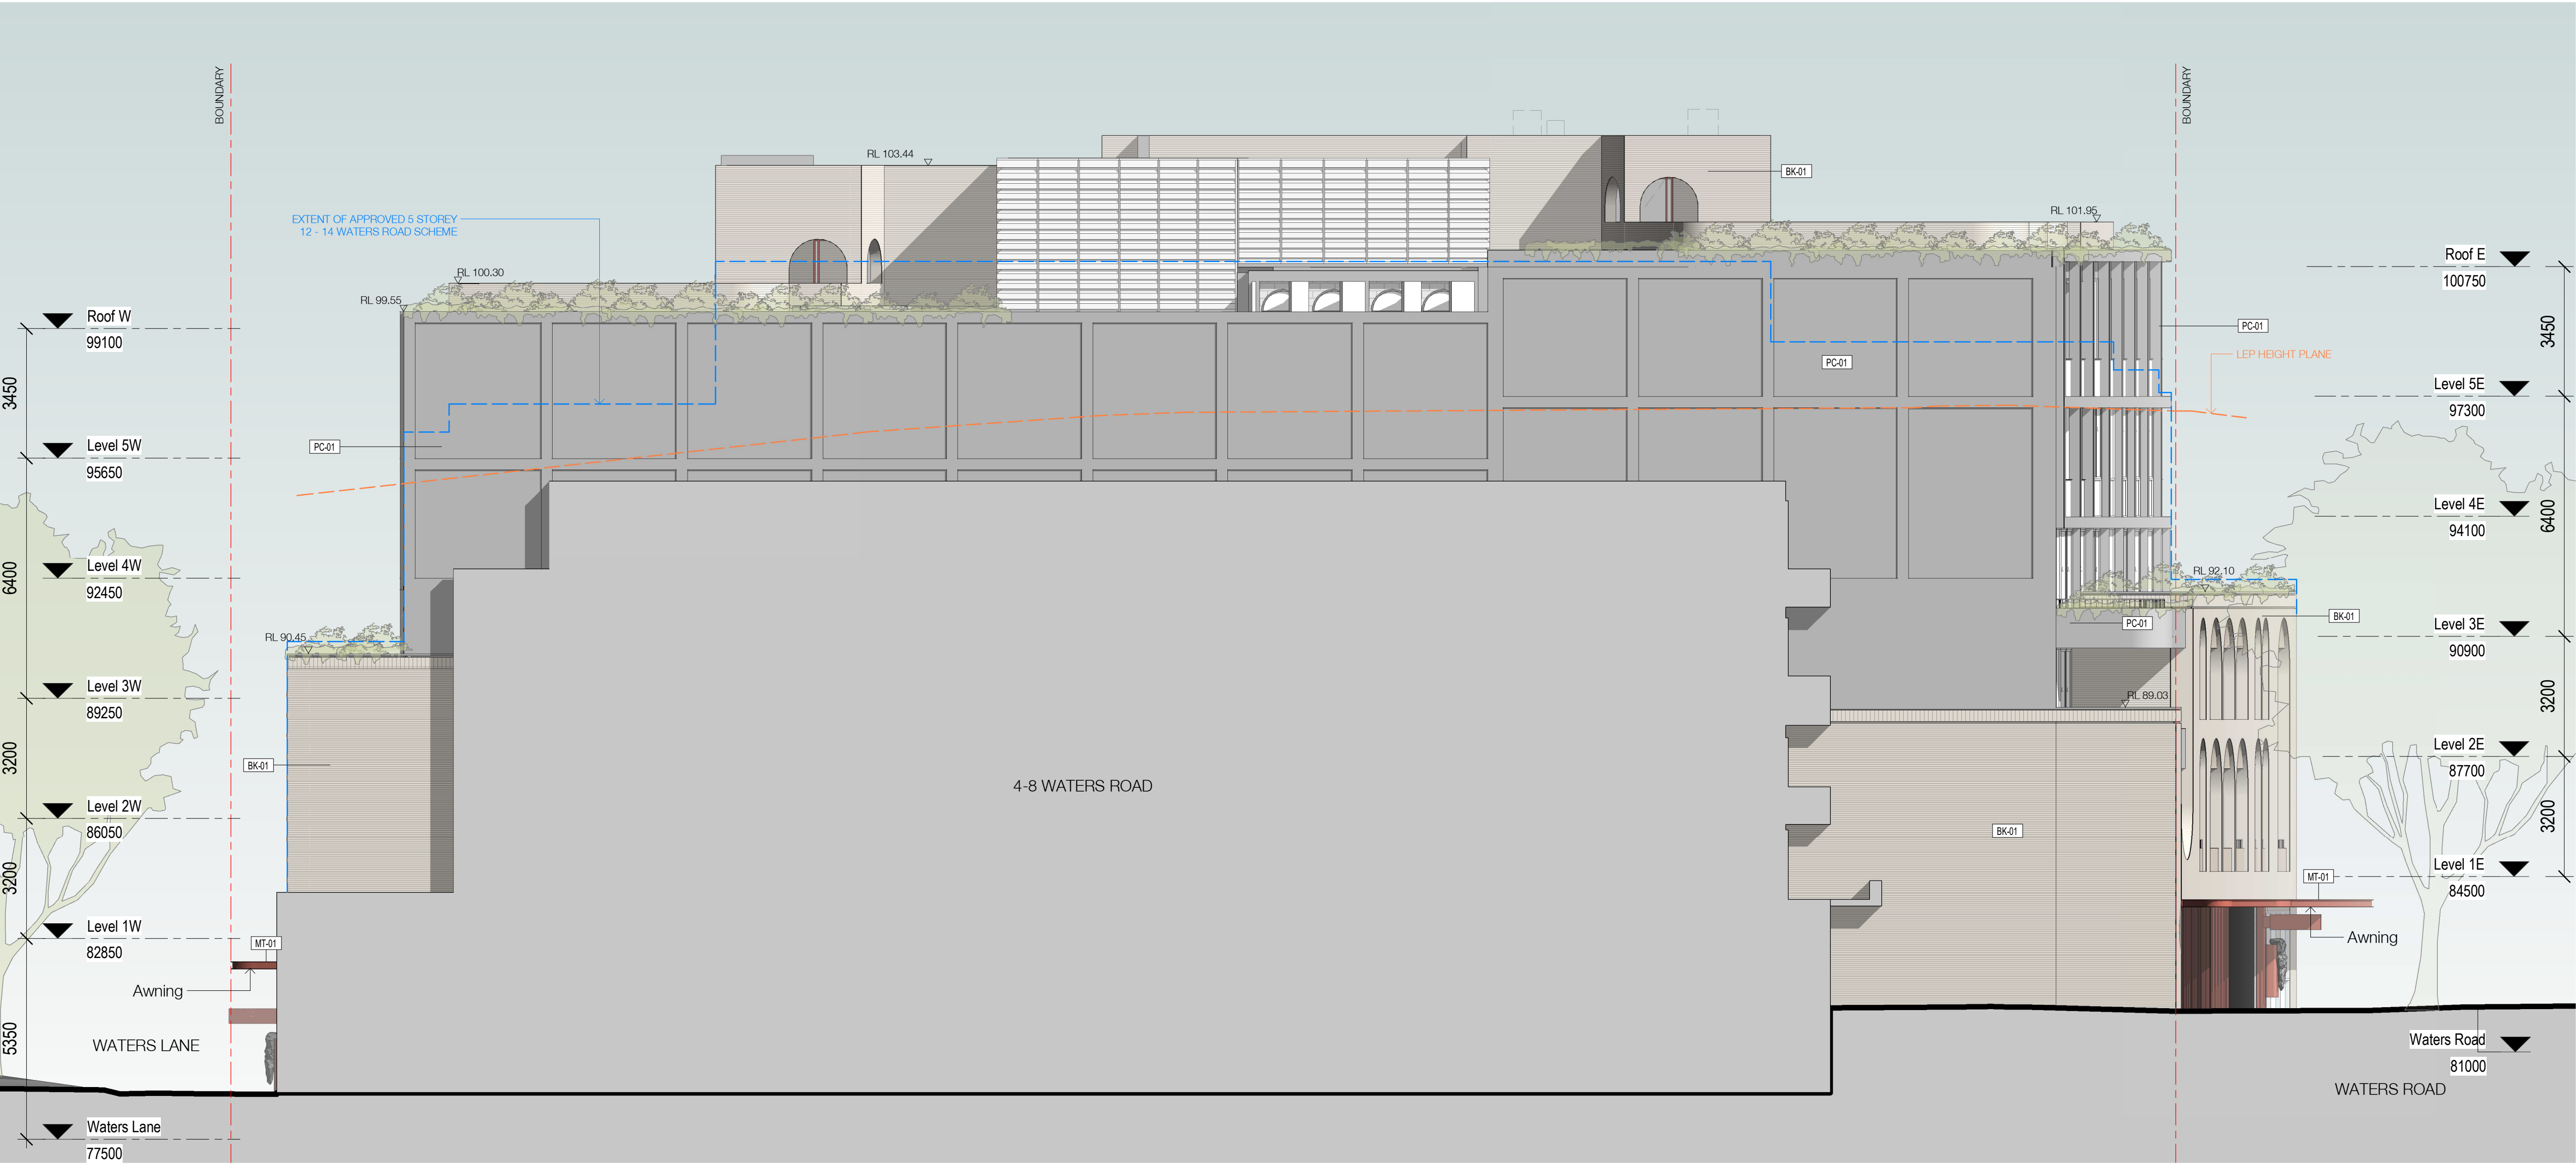 BOUNDARY
BOUNDARY
RL 103.44
BK-01
EXTENT OF APPROVED 5 STOREY
12 - 14 WATERS ROAD SCHEME
RL 101.95
RL 100.30
RL 99.55
Roof E
100750
Roof W
99100
3450
PC-01
LEP HEIGHT PLANE
PC-01
3450
Level 5E
97300
PC-01
Level 5W
95650
Level 4E
94100
6400
6400
Level 4W
92450
RL 92.10
BK-01
PC-01
Level 3E
90900
RL 90.45
Level 3W
89250
RL 89.03
3200
Level 2E
87700
BK-01
3200
4-8 WATERS ROAD
Level 2W
86050
3200
BK-01
Level 1E
84500
MT-01
3200
Level 1W
82850
MT-01
Awning
Awning
5350
WATERS LANE
Waters Road
81000
WATERS ROAD
Waters Lane
77500